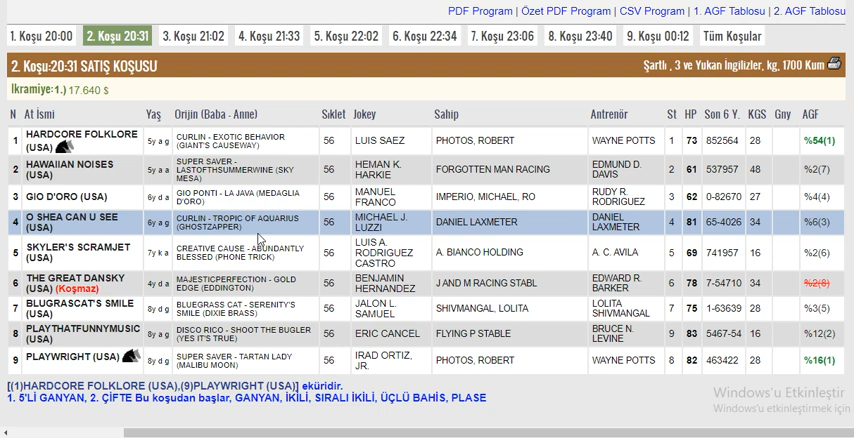 PDF Program | Özet PDF Program | CSV Program | 1. AGF Tablosu | 2. AGF Tablosu
1. Koşu 20:00 2. Koşu 20:31 3. Koşu 21:02 4. Koşu 21:33 5. Koşu 22:02 6. Koşu 22:34 7. Koşu 23:06 8. Koşu 23:40 9. Koşu 00:12 Tüm Koşular
2. Koşu:20:31 SATIŞ KOŞUSU Şartlı , 3 ve Yukarı İngilizler, kg, 1700 Kum
Ikramiye:1.) 17.640 $
N At İsmi Yaş Orijin (Baba - Anne) Sıklet Jokey Sahip Antrenör St HP Son 6 Y. KGS Gny AGF
1 HARDCORE FOLKLORE (USA) 5y a g CURLIN - EXOTIC BEHAVIOR (GIANT'S CAUSEWAY) 56 LUIS SAEZ PHOTOS, ROBERT WAYNE POTTS 1 73 852564 28 %54(1)
2 HAWAIIAN NOISES (USA) 5y a a SUPER SAVER - LASTOFTHSUMMERWINE (SKY MESA) 56 HEMAN K. HARKIE FORGOTTEN MAN RACING EDMUND D. DAVIS 2 61 537957 48 %2(7)
3 GIO D'ORO (USA) 6y d a GIO PONTI - LA JAVA (MEDAGLIA D'ORO) 56 MANUEL FRANCO IMPERIO, MICHAEL, RO RUDY R. RODRIGUEZ 3 62 0-82670 27 %4(4)
4 O SHEA CAN U SEE (USA) 6y a g CURLIN - TROPIC OF AQUARIUS (GHOSTZAPPER) 56 MICHAEL J. LUZZI DANIEL LAXMETER DANIEL LAXMETER 4 81 65-4026 34 %6(3)
5 SKYLER'S SCRAMJET (USA) 7y k a CREATIVE CAUSE - ABUNDANTLY BLESSED (PHONE TRICK) 56 LUIS A. RODRIGUEZ CASTRO A. BIANCO HOLDING A. C. AVILA 5 69 741957 16 %2(6)
6 THE GREAT DANSKY (USA) (Koşmaz) 4y d a MAJESTICPERFECTION - GOLD EDGE (EDDINGTON) 56 BENJAMIN HERNANDEZ J AND M RACING STABL EDWARD R. BARKER 6 78 7-54710 34 %2(8)
7 BLUGRASCAT'S SMILE (USA) 8y d g BLUEGRASS CAT - SERENITY'S SMILE (DIXIE BRASS) 56 JALON L. SAMUEL SHIVMANGAL, LOLITA LOLITA SHIVMANGAL 7 75 1-63639 28 %3(5)
8 PLAYTHATFUNNYMUSIC (USA) 8y a g DISCO RICO - SHOOT THE BUGLER (YES IT'S TRUE) 56 ERIC CANCEL FLYING P STABLE BRUCE N. LEVINE 9 83 5467-54 16 %12(2)
9 PLAYWRIGHT (USA) 8y d g SUPER SAVER - TARTAN LADY (MALIBU MOON) 56 IRAD ORTIZ, JR. PHOTOS, ROBERT WAYNE POTTS 8 82 463422 28 %16(1)
[(1)HARDCORE FOLKLORE (USA),(9)PLAYWRIGHT (USA)] eküridir.
1. 5'Lİ GANYAN, 2. ÇİFTE Bu koşudan başlar, GANYAN, İKİLİ, SIRALI İKİLİ, ÜÇLÜ BAHİS, PLASE
Windows'u Etkinleştir
Windows'u etkinleştirmek için